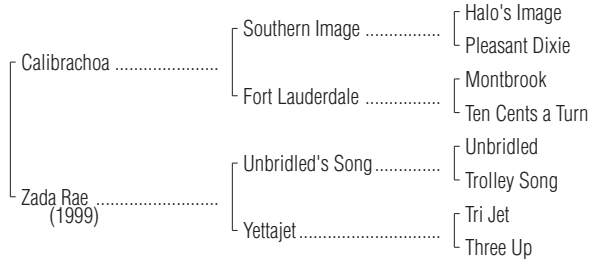 Halo's Image
Southern Image ................
Pleasant Dixie
Calibrachoa ......................
Montbrook
Fort Lauderdale ................
Ten Cents a Turn
Unbridled
Unbridled's Song..............
Trolley Song
Zada Rae ..........................
(1999)
Tri Jet
Yettajet ..............................
Three Up